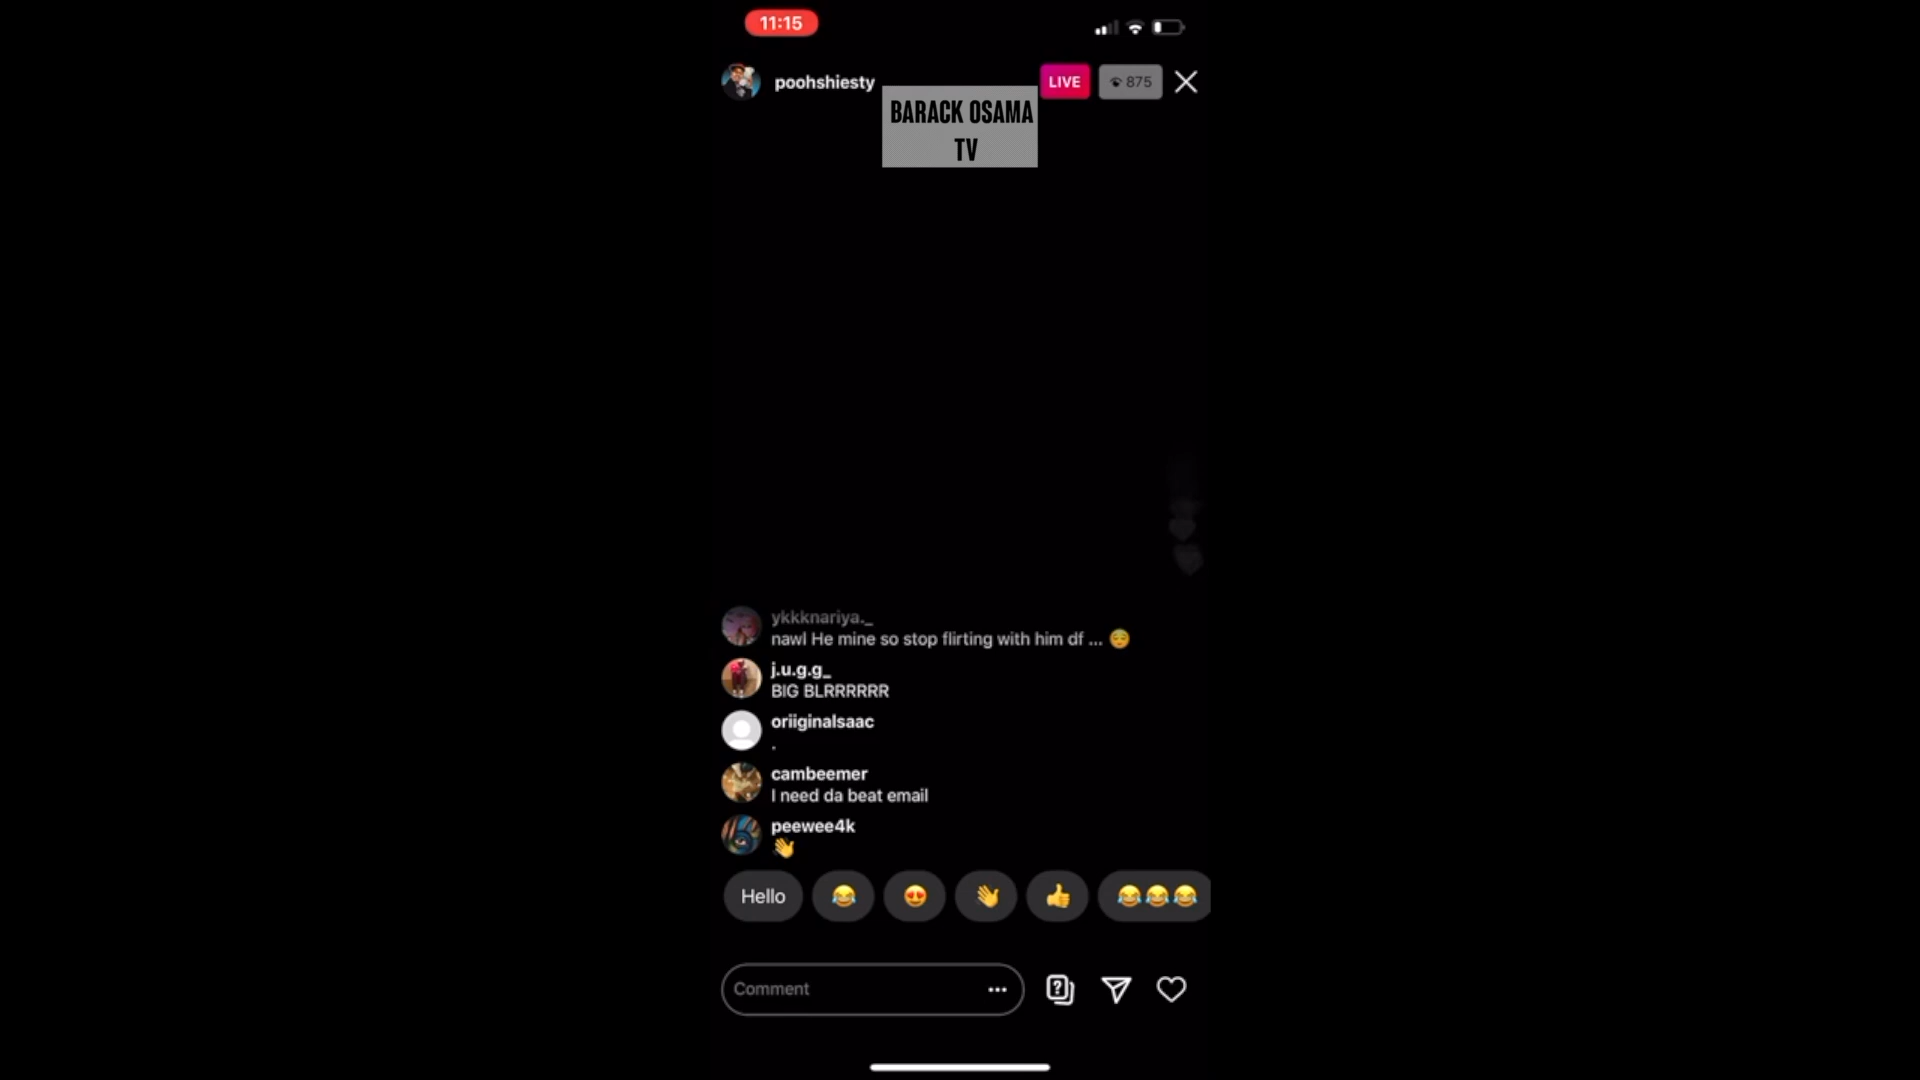 11:15
poohshiesty
LIVE
875
BARACK OSAMA
TV
ykkknariya._
nawl He mine so stop flirting with him df ... 😌
j.u.g.g_
BIG BLRRRRRR
oriiginalsaac
.
cambeemer
I need da beat email
peewee4k
👋
Hello 😂 😍 👋 👍 😂😂😂
Comment